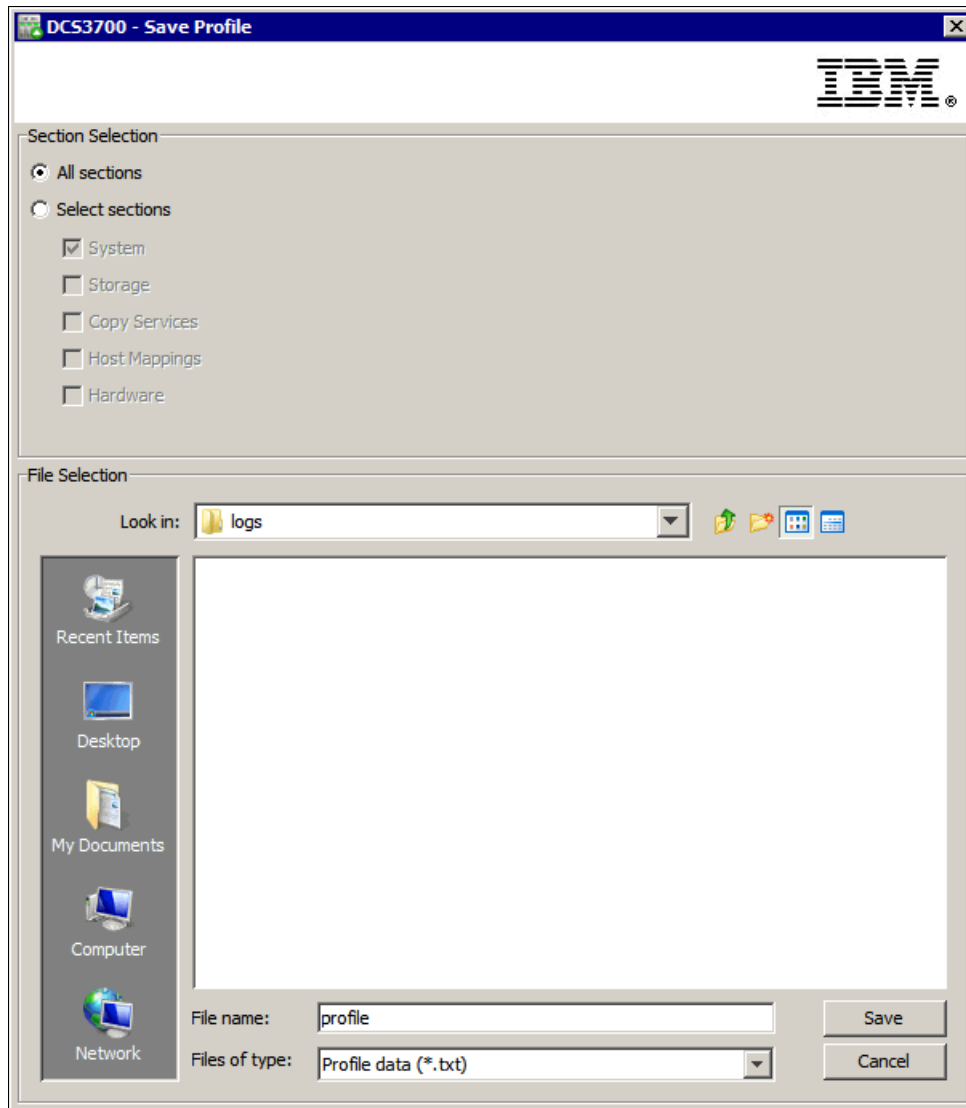 DCS3700 - Save Profile
IBM®
Section Selection
All sections
Select sections
System
Storage
Copy Services
Host Mappings
Hardware
File Selection
Look in: logs
Recent Items
Desktop
My Documents
Computer
Network
File name: profile Save
Files of type: Profile data (*.txt) Cancel